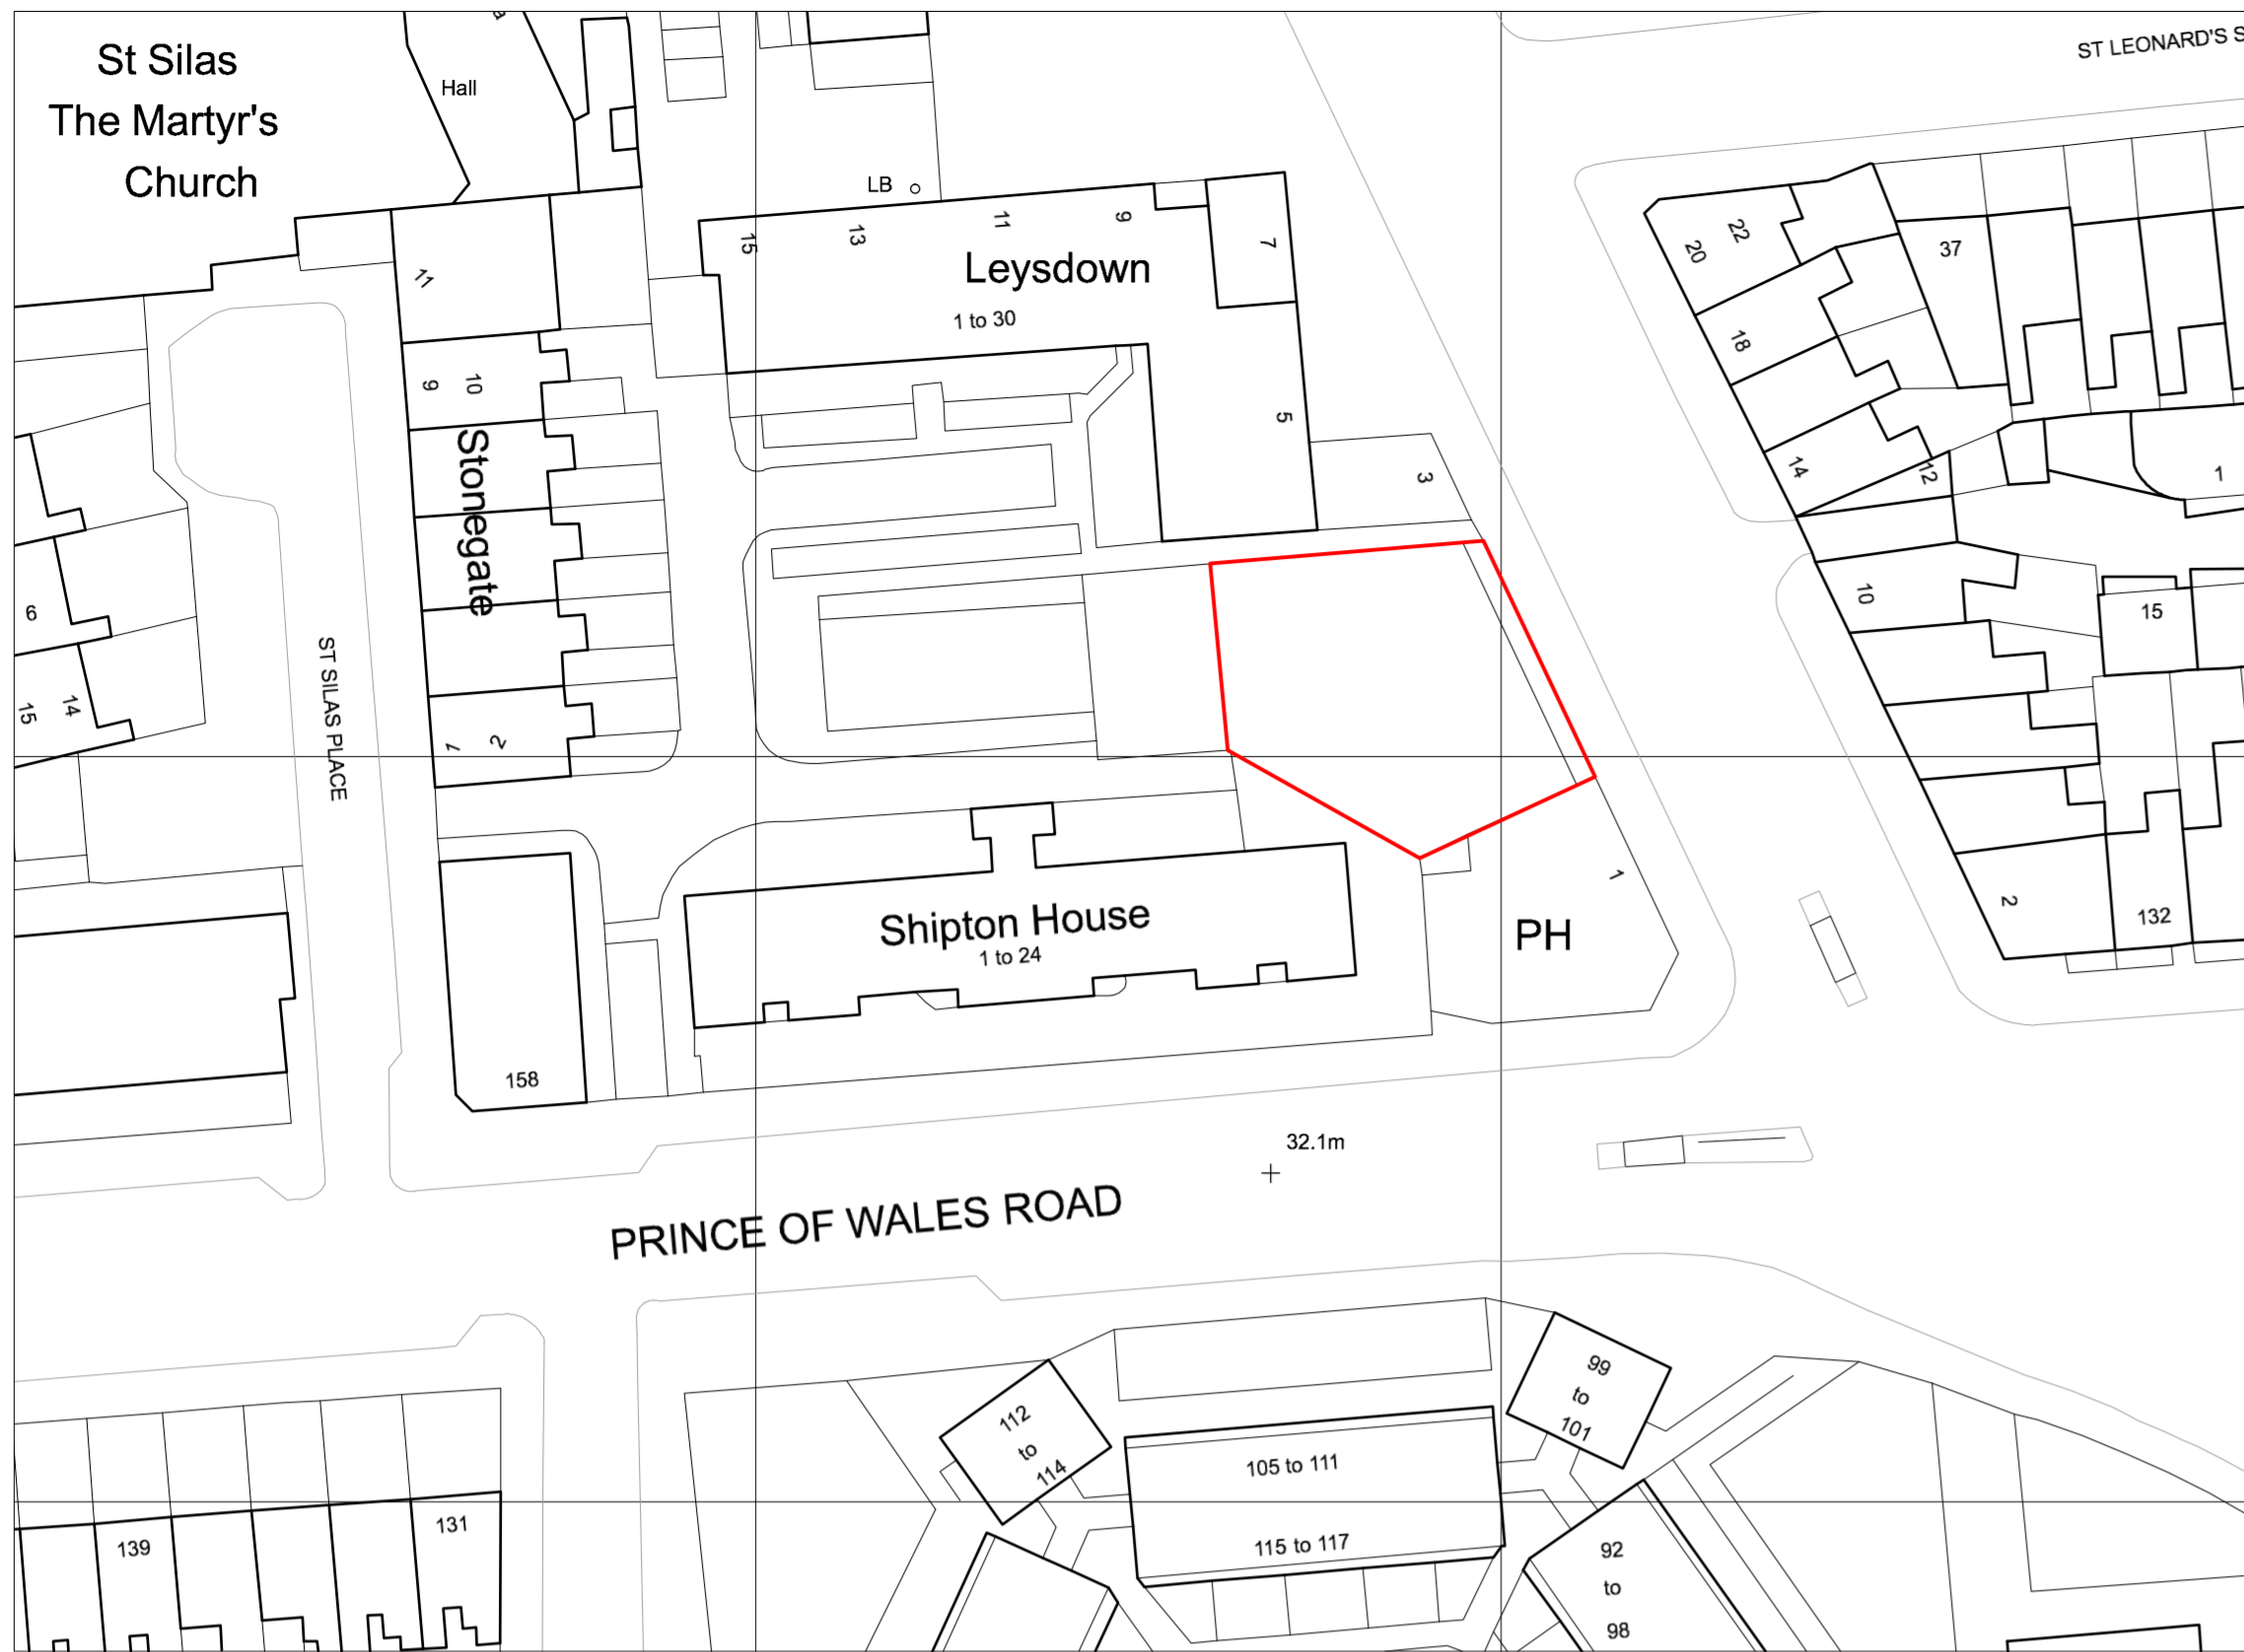 St Silas
The Martyr's
Church
Hall
ST LEONARD'S S
LB
15
13
11
9
7
Leysdown
1 to 30
5
3
11
9
10
Stonegate
1
2
ST SILAS PLACE
6
14
15
22
20
18
14
12
37
1
10
15
2
132
Shipton House
1 to 24
PH
1
158
32.1m
PRINCE OF WALES ROAD
112
to
114
99
to
101
105 to 111
115 to 117
92
to
98
139
131